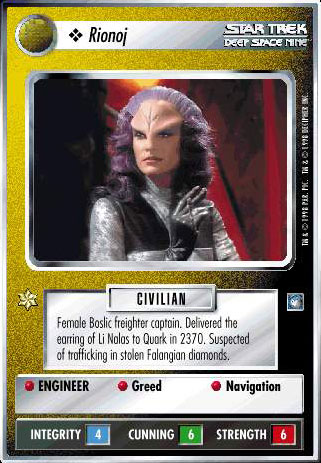 ❖ Rionoj
STAR TREK
DEEP SPACE NINE
TM & © 1998 PAR. PIC. TM & © 1998 DECIPHER INC.
CIVILIAN
Female Boslic freighter captain. Delivered the
earring of Li Nalas to Quark in 2370. Suspected
of trafficking in stolen Falangian diamonds.
ENGINEER Greed Navigation
INTEGRITY 4 CUNNING 6 STRENGTH 6